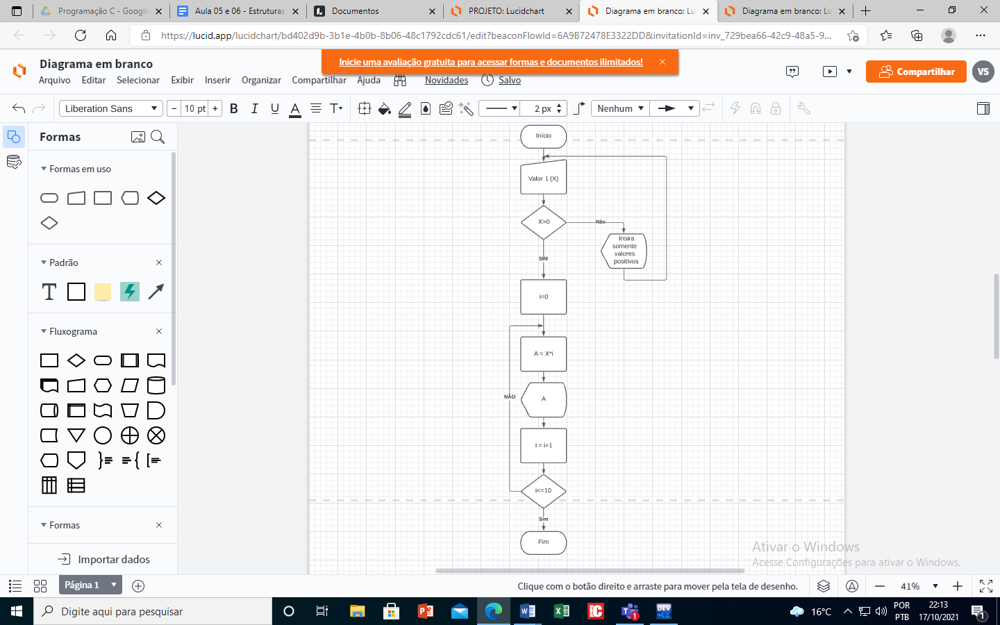 Programação C - Google
Aula 05 e 06 - Estruturas
Documentos
PROJETO: Lucidchart
Diagrama em branco: Lu
Diagrama em branco: Lu
https://lucid.app/lucidchart/bd402d9b-3b1e-4b0b-8b06-48c1792cdc61/edit?beaconFlowId=6A9B72478E3322DD&invitationId=inv_729bea66-42c9-48a5-9...
Diagrama em branco
Inicie uma avaliação gratuita para acessar formas e documentos ilimitados!
Arquivo Editar Selecionar Exibir Inserir Organizar Compartilhar Ajuda Novidades Salvo
Compartilhar
VS
Liberation Sans
10 pt
B I U A T
2 px
Nenhum
Formas
Formas em uso
Padrão
T
Fluxograma
Formas
Importar dados
Início
Valor 1 (X)
X>0
Não
Insira
somente
valores
positivos
SIM
i=0
A = X*i
NÃO
A
i = i+1
i<=10
Sim
Fim
Ativar o Windows
Acesse Configurações para ativar o Windows.
Página 1
Clique com o botão direito e arraste para mover pela tela de desenho.
41%
Digite aqui para pesquisar
1
DEV
16°C
POR
PTB
22:13
17/10/2021
1